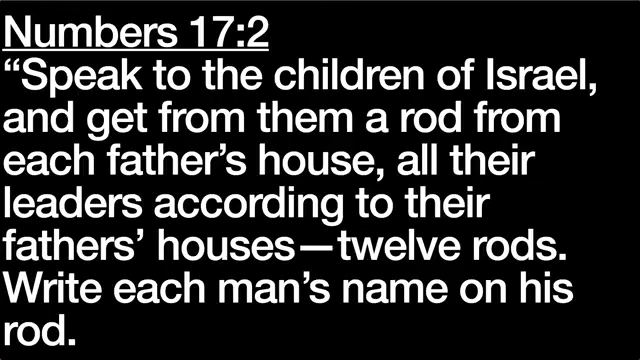 Numbers 17:2
“Speak to the children of Israel,
and get from them a rod from
each father’s house, all their
leaders according to their
fathers’ houses—twelve rods.
Write each man’s name on his
rod.